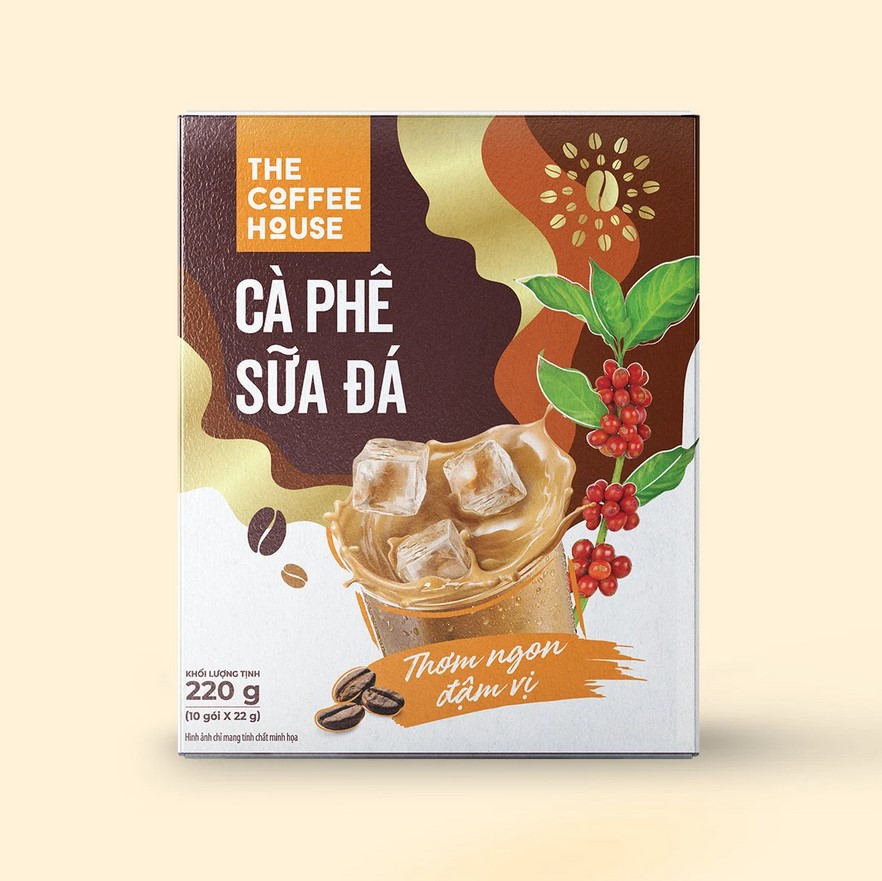 THE
COFFEE
HOUSE
CÀ PHÊ
SỮA ĐÁ
Thơm ngon
đậm vị
KHỐI LƯỢNG TỊNH
220 g
(10 gói X 22 g)
Hình ảnh chỉ mang tính chất minh họa